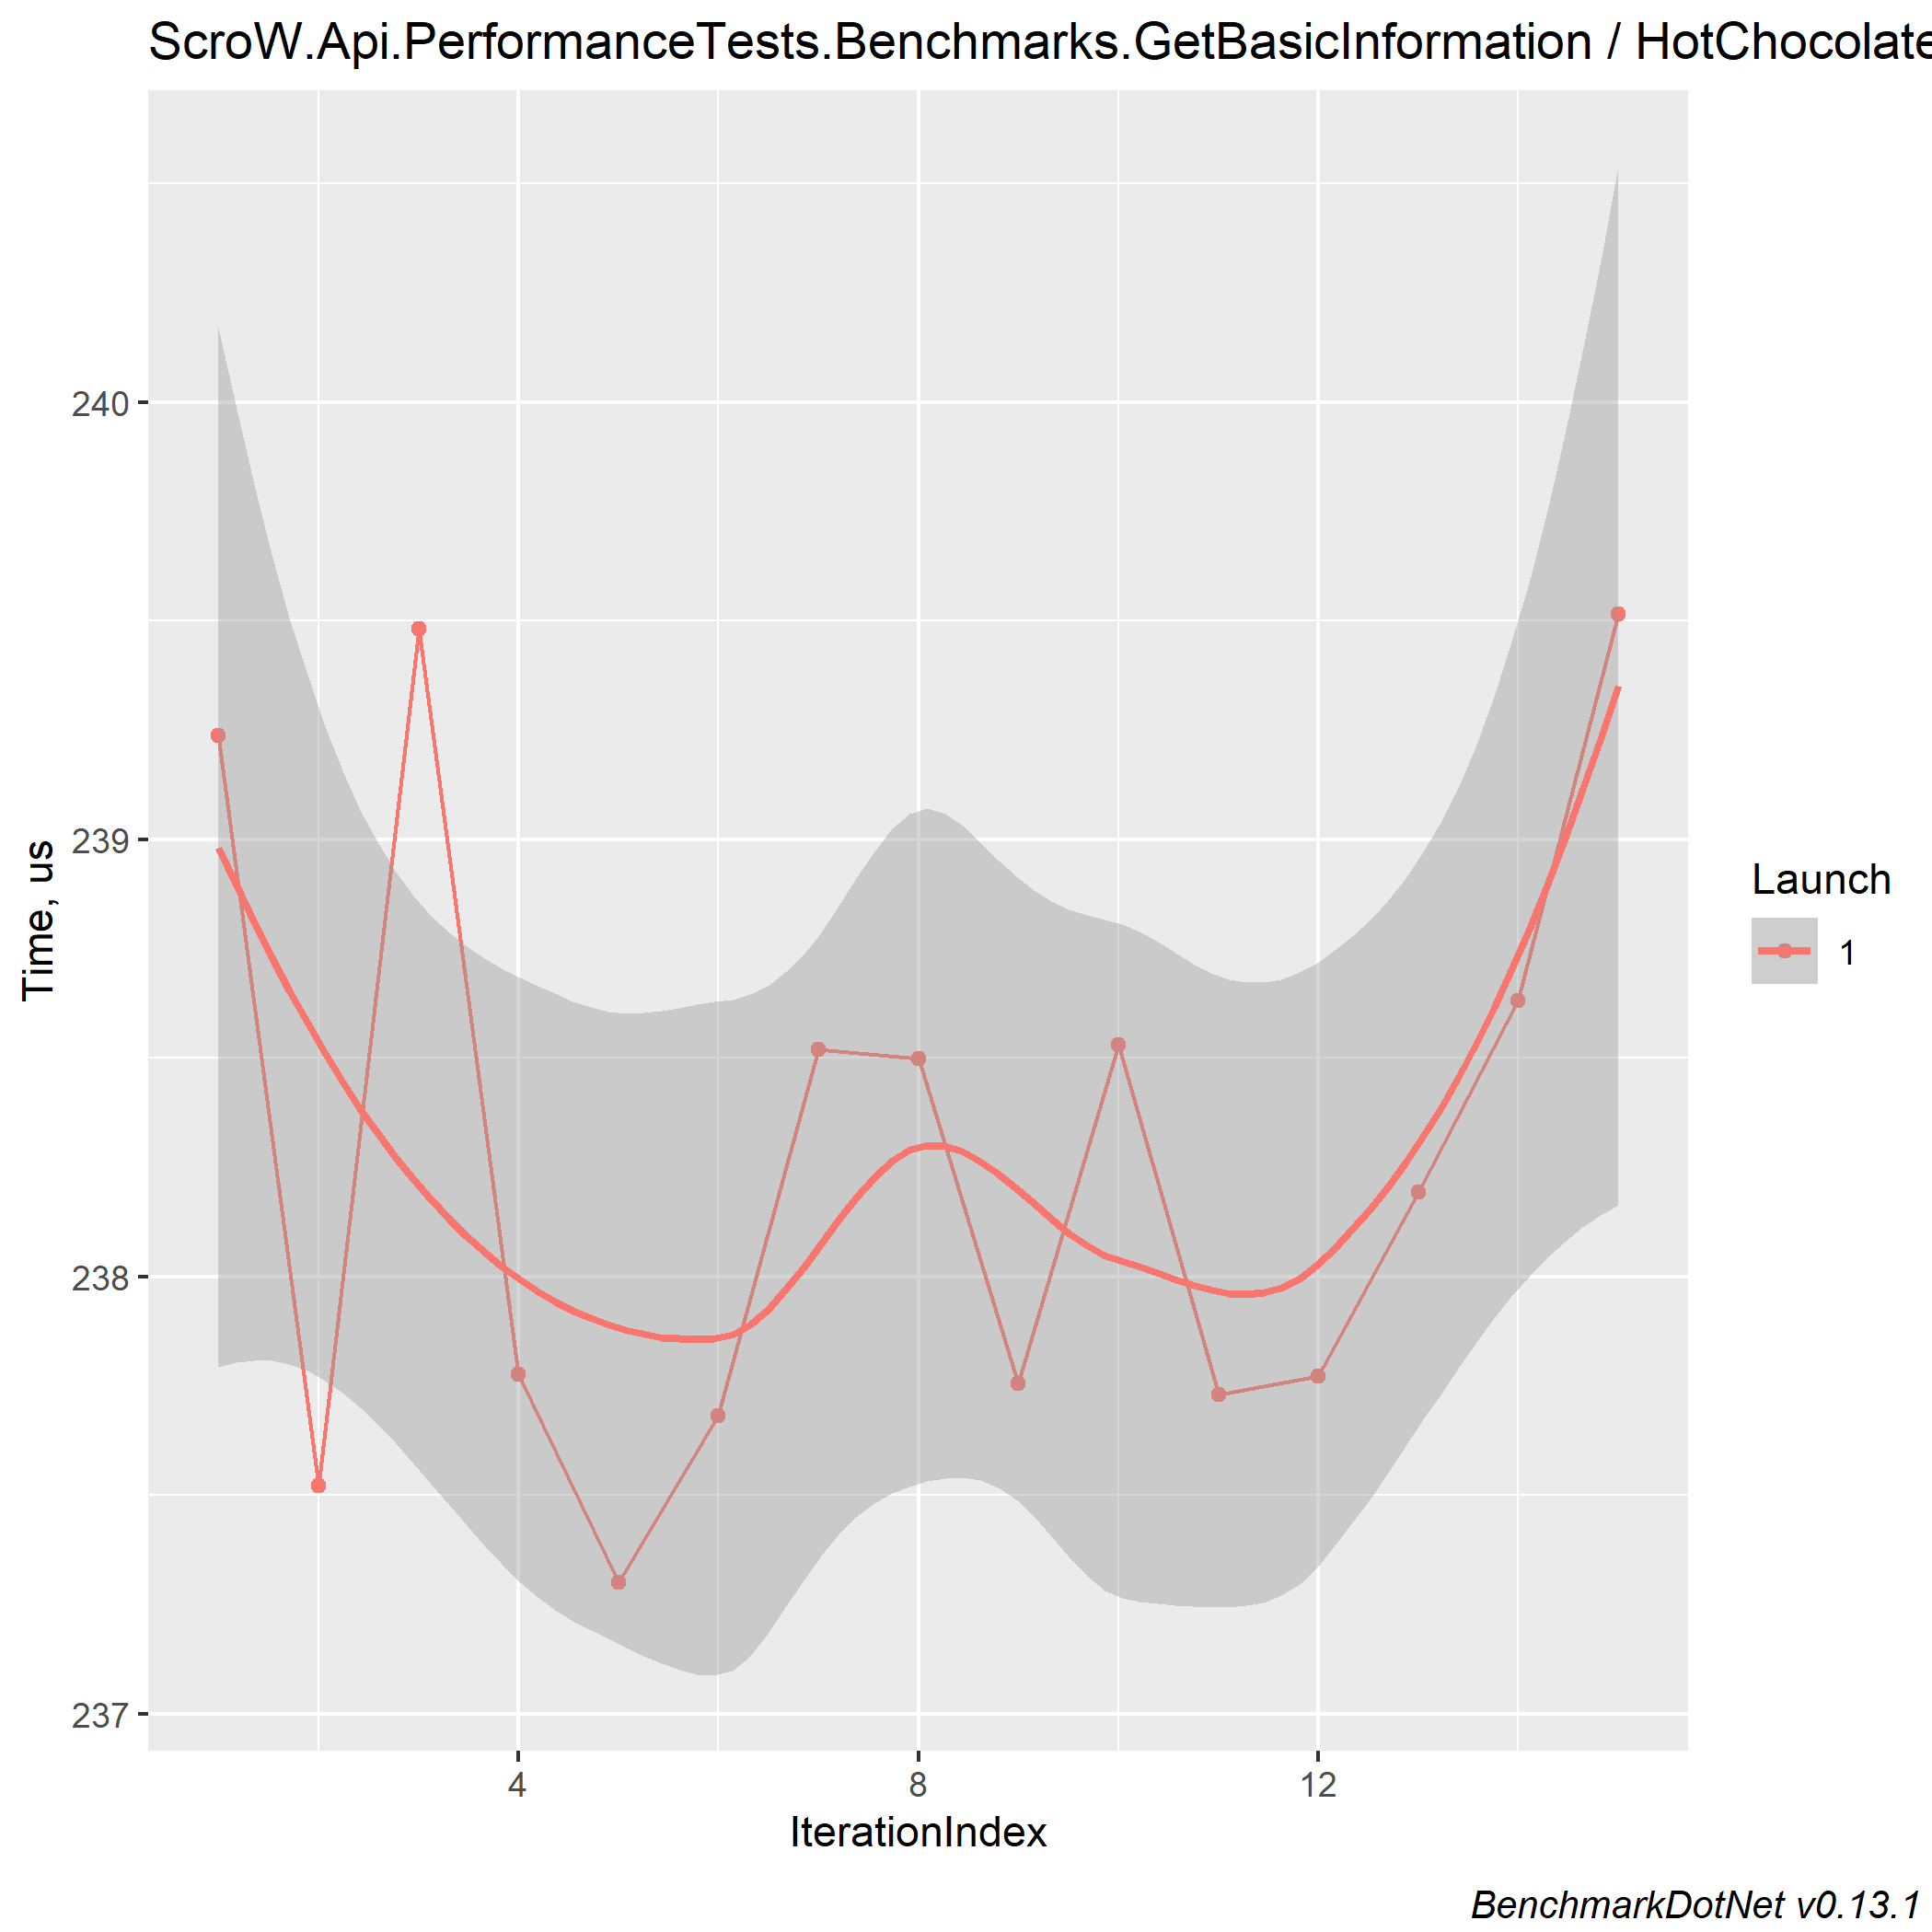 ScroW.Api.PerformanceTests.Benchmarks.GetBasicInformation / HotChocolate
240
239
238
237
Time, us
4 8 12
IterationIndex
Launch
1
BenchmarkDotNet v0.13.1